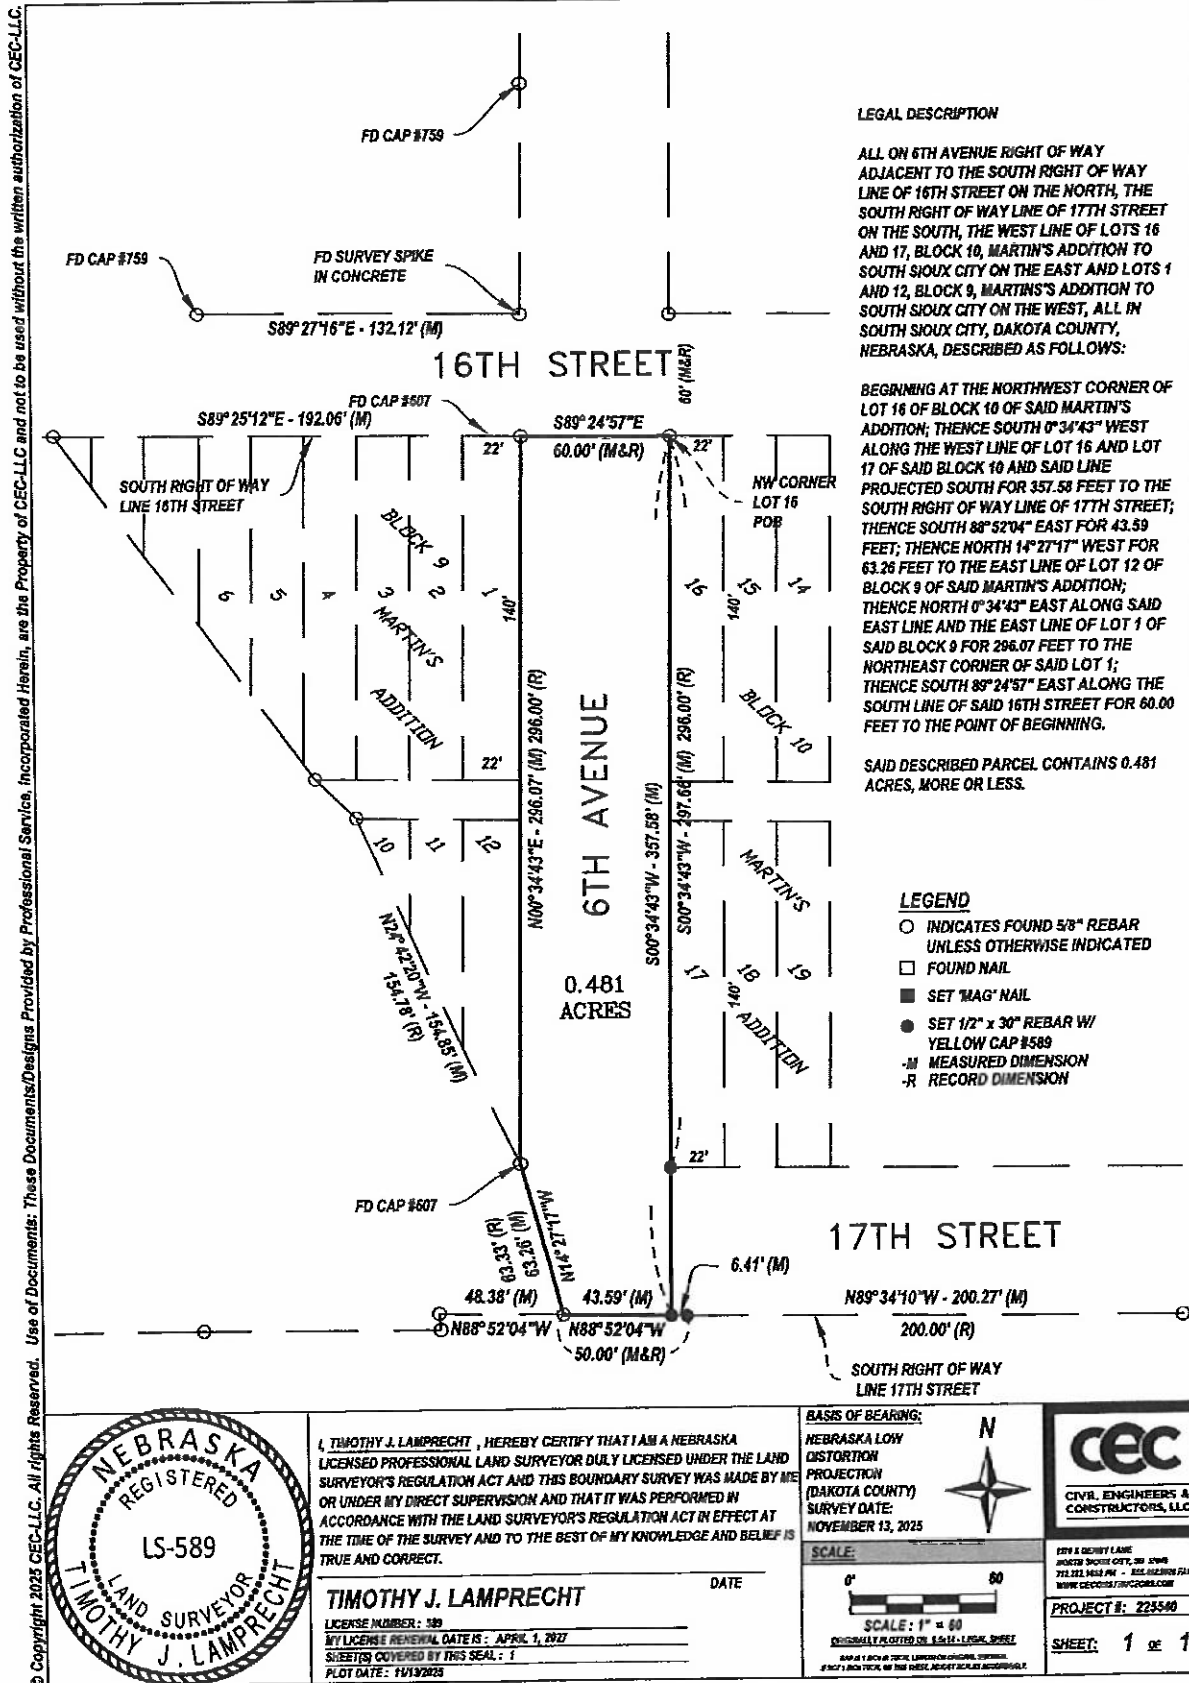 © Copyright 2025 CEC-LLC. All rights Reserved. Use of Documents: These Documents/Designs Provided by Professional Service, Incorporated Herein, are the Property of CEC-LLC and not to be used without the written authorization of CEC-LLC.
FD CAP #759
FD CAP #759
FD SURVEY SPIKE
IN CONCRETE
S89°27'16"E - 132.12' (M)
16TH STREET
60' (M&R)
FD CAP #607
S89°25'12"E - 192.06' (M)
S89°24'57"E
60.00' (M&R)
22'
22'
SOUTH RIGHT OF WAY
LINE 16TH STREET
NW CORNER
LOT 16
POB
BLOCK 9
MARTIN'S
ADDITION
6
5
4
3
2
1
140'
16
15
14
140'
BLOCK 10
22'
N00°34'43"E - 296.07' (M) 296.00' (R)
6TH AVENUE
S00°34'43"W - 357.58' (M)
S00°34'43"W - 297.66' (M) 296.00' (R)
10
11
12
MARTIN'S
ADDITION
17
18
19
140'
N24°42'20"W - 154.85' (M)
154.78' (R)
0.481
ACRES
22'
FD CAP #607
63.33' (R)
63.26' (M)
N14°27'17"W
17TH STREET
6.41' (M)
48.38' (M)
43.59' (M)
N89°34'10"W - 200.27' (M)
N88°52'04"W
N88°52'04"W
200.00' (R)
50.00' (M&R)
SOUTH RIGHT OF WAY
LINE 17TH STREET
LEGAL DESCRIPTION
ALL ON 6TH AVENUE RIGHT OF WAY
ADJACENT TO THE SOUTH RIGHT OF WAY
LINE OF 16TH STREET ON THE NORTH, THE
SOUTH RIGHT OF WAY LINE OF 17TH STREET
ON THE SOUTH, THE WEST LINE OF LOTS 16
AND 17, BLOCK 10, MARTIN'S ADDITION TO
SOUTH SIOUX CITY ON THE EAST AND LOTS 1
AND 12, BLOCK 9, MARTINS'S ADDITION TO
SOUTH SIOUX CITY ON THE WEST, ALL IN
SOUTH SIOUX CITY, DAKOTA COUNTY,
NEBRASKA, DESCRIBED AS FOLLOWS:
BEGINNING AT THE NORTHWEST CORNER OF
LOT 16 OF BLOCK 10 OF SAID MARTIN'S
ADDITION; THENCE SOUTH 0°34'43" WEST
ALONG THE WEST LINE OF LOT 16 AND LOT
17 OF SAID BLOCK 10 AND SAID LINE
PROJECTED SOUTH FOR 357.58 FEET TO THE
SOUTH RIGHT OF WAY LINE OF 17TH STREET;
THENCE SOUTH 88°52'04" EAST FOR 43.59
FEET; THENCE NORTH 14°27'17" WEST FOR
63.26 FEET TO THE EAST LINE OF LOT 12 OF
BLOCK 9 OF SAID MARTIN'S ADDITION;
THENCE NORTH 0°34'43" EAST ALONG SAID
EAST LINE AND THE EAST LINE OF LOT 1 OF
SAID BLOCK 9 FOR 296.07 FEET TO THE
NORTHEAST CORNER OF SAID LOT 1;
THENCE SOUTH 89°24'57" EAST ALONG THE
SOUTH LINE OF SAID 16TH STREET FOR 60.00
FEET TO THE POINT OF BEGINNING.
SAID DESCRIBED PARCEL CONTAINS 0.481
ACRES, MORE OR LESS.
LEGEND
INDICATES FOUND 5/8" REBAR
UNLESS OTHERWISE INDICATED
FOUND NAIL
SET 'MAG' NAIL
SET 1/2" x 30" REBAR W/
YELLOW CAP #589
-M MEASURED DIMENSION
-R RECORD DIMENSION
NEBRASKA
REGISTERED
LS-589
LAND SURVEYOR
TIMOTHY J. LAMPRECHT
I, TIMOTHY J. LAMPRECHT , HEREBY CERTIFY THAT I AM A NEBRASKA
LICENSED PROFESSIONAL LAND SURVEYOR DULY LICENSED UNDER THE LAND
SURVEYOR'S REGULATION ACT AND THIS BOUNDARY SURVEY WAS MADE BY ME
OR UNDER MY DIRECT SUPERVISION AND THAT IT WAS PERFORMED IN
ACCORDANCE WITH THE LAND SURVEYOR'S REGULATION ACT IN EFFECT AT
THE TIME OF THE SURVEY AND TO THE BEST OF MY KNOWLEDGE AND BELIEF IS
TRUE AND CORRECT.
DATE
TIMOTHY J. LAMPRECHT
LICENSE NUMBER : 589
MY LICENSE RENEWAL DATE IS : APRIL 1, 2027
SHEET(S) COVERED BY THIS SEAL : 1
PLOT DATE : 11/13/2025
BASIS OF BEARING:
NEBRASKA LOW
DISTORTION
PROJECTION
(DAKOTA COUNTY)
SURVEY DATE:
NOVEMBER 13, 2025
N
SCALE:
0' 60
SCALE: 1" = 60
ORIGINALLY PLOTTED ON 8.5x14 - LEGAL SHEET
cec
CIVIL ENGINEERS &
CONSTRUCTORS, LLC
PROJECT #: 225540
SHEET: 1 OF 1